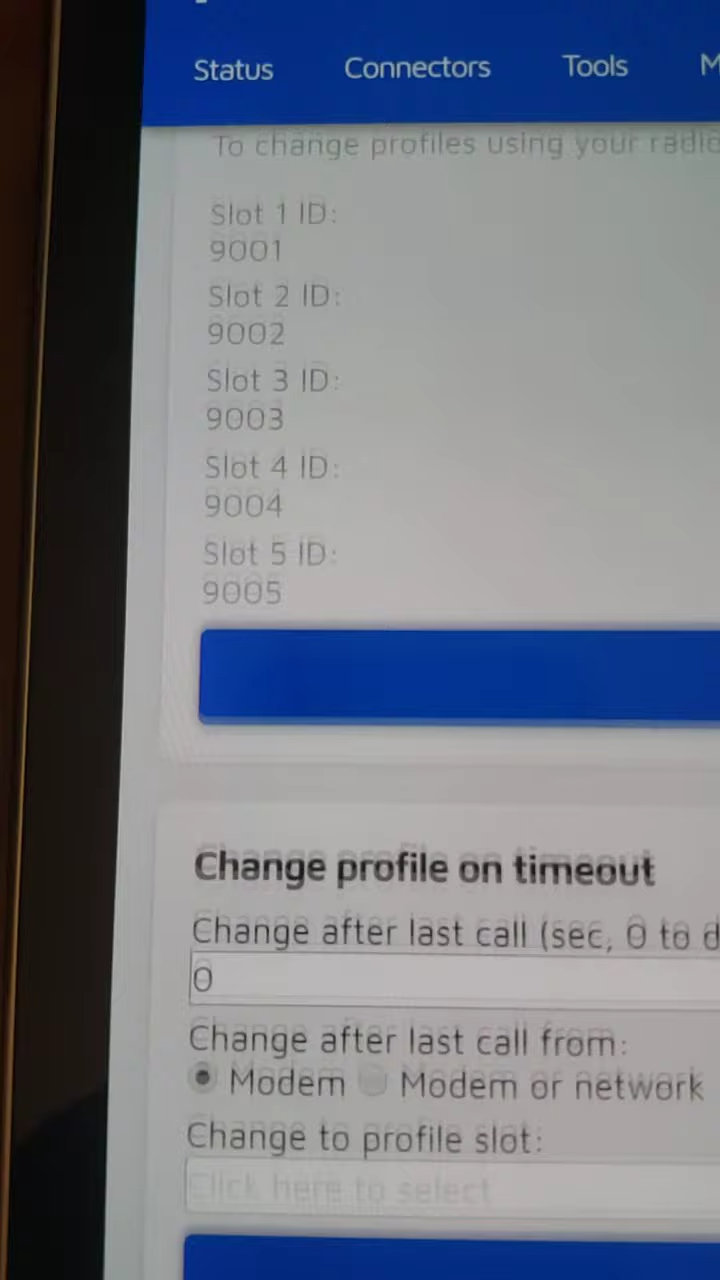 Status Connectors Tools
To change profiles using your radio
Slot 1 ID:
9001
Slot 2 ID:
9002
Slot 3 ID:
9003
Slot 4 ID:
9004
Slot 5 ID:
9005
Change profile on timeout
Change after last call (sec, 0 to d
0
Change after last call from:
Modem Modem or network
Change to profile slot:
Click here to select